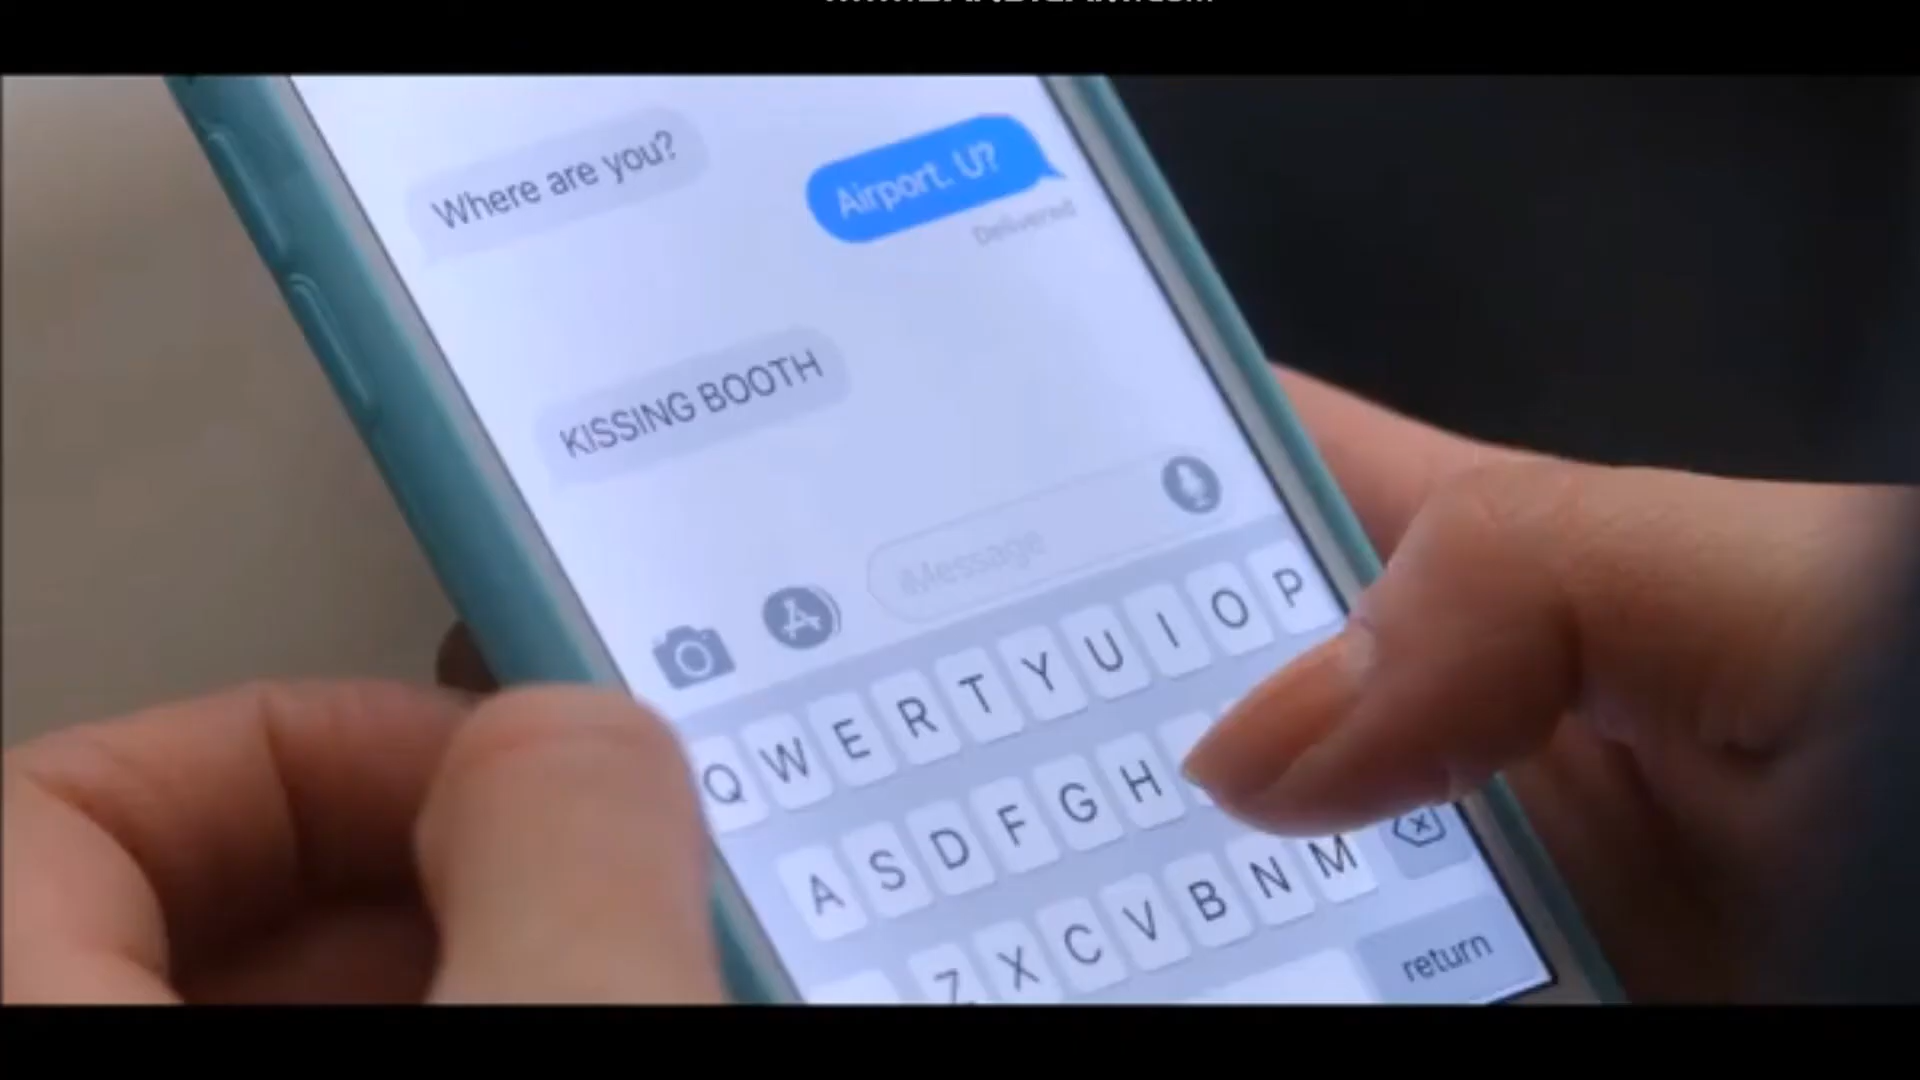 Where are you?
Airport. U?
Delivered
KISSING BOOTH
iMessage
Q W E R T Y U I O P
A S D F G H
Z X C V B N M
return